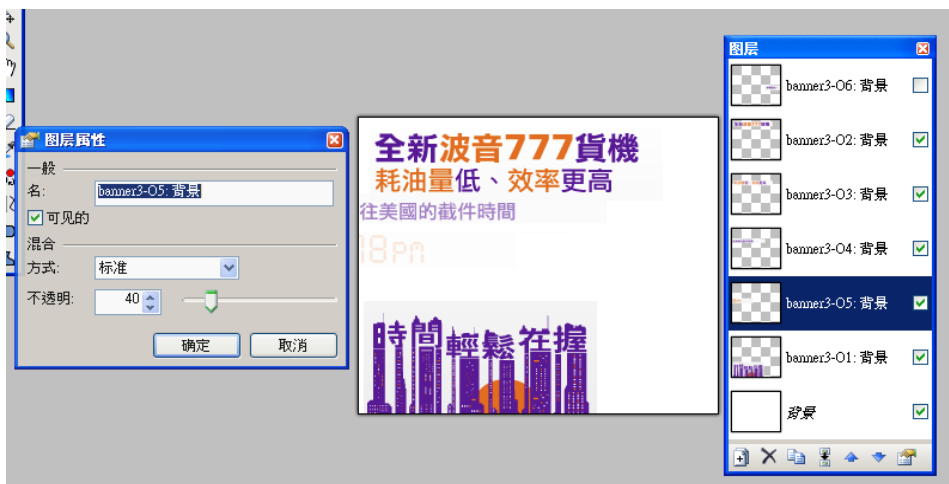 图层属性
一般
名:
banner3-O5: 背景
可见的
混合
方式:
标准
不透明:
40
确定
取消
全新波音777貨機
耗油量低、效率更高
往美國的截件時間
18pm
時間輕鬆在握
图层
banner3-O6: 背景
banner3-O2: 背景
banner3-O3: 背景
banner3-O4: 背景
banner3-O5: 背景
banner3-O1: 背景
背景